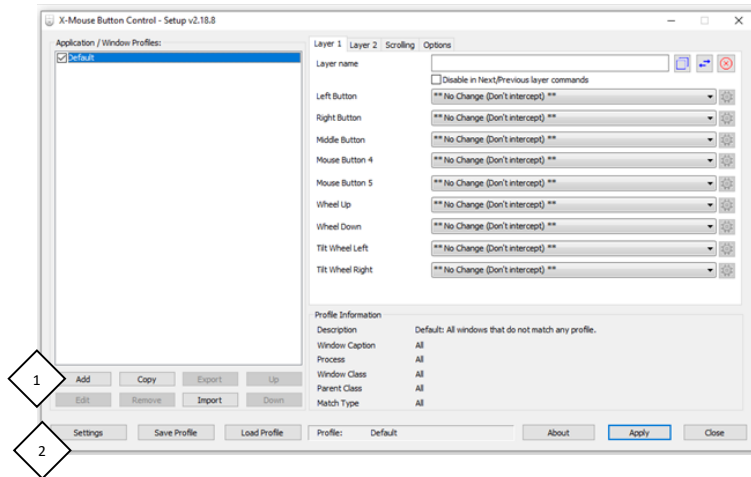 X-Mouse Button Control - Setup v2.18.8
Application / Window Profiles:
Default
Layer 1 Layer 2 Scrolling Options
Layer name
Disable in Next/Previous layer commands
Left Button ** No Change (Don't intercept) **
Right Button ** No Change (Don't intercept) **
Middle Button ** No Change (Don't intercept) **
Mouse Button 4 ** No Change (Don't intercept) **
Mouse Button 5 ** No Change (Don't intercept) **
Wheel Up ** No Change (Don't intercept) **
Wheel Down ** No Change (Don't intercept) **
Tilt Wheel Left ** No Change (Don't intercept) **
Tilt Wheel Right ** No Change (Don't intercept) **
Profile Information
Description Default: All windows that do not match any profile.
Window Caption All
Process All
Window Class All
Parent Class All
Match Type All
1 Add Copy Export Up
Edit Remove Import Down
2 Settings Save Profile Load Profile Profile: Default About Apply Close